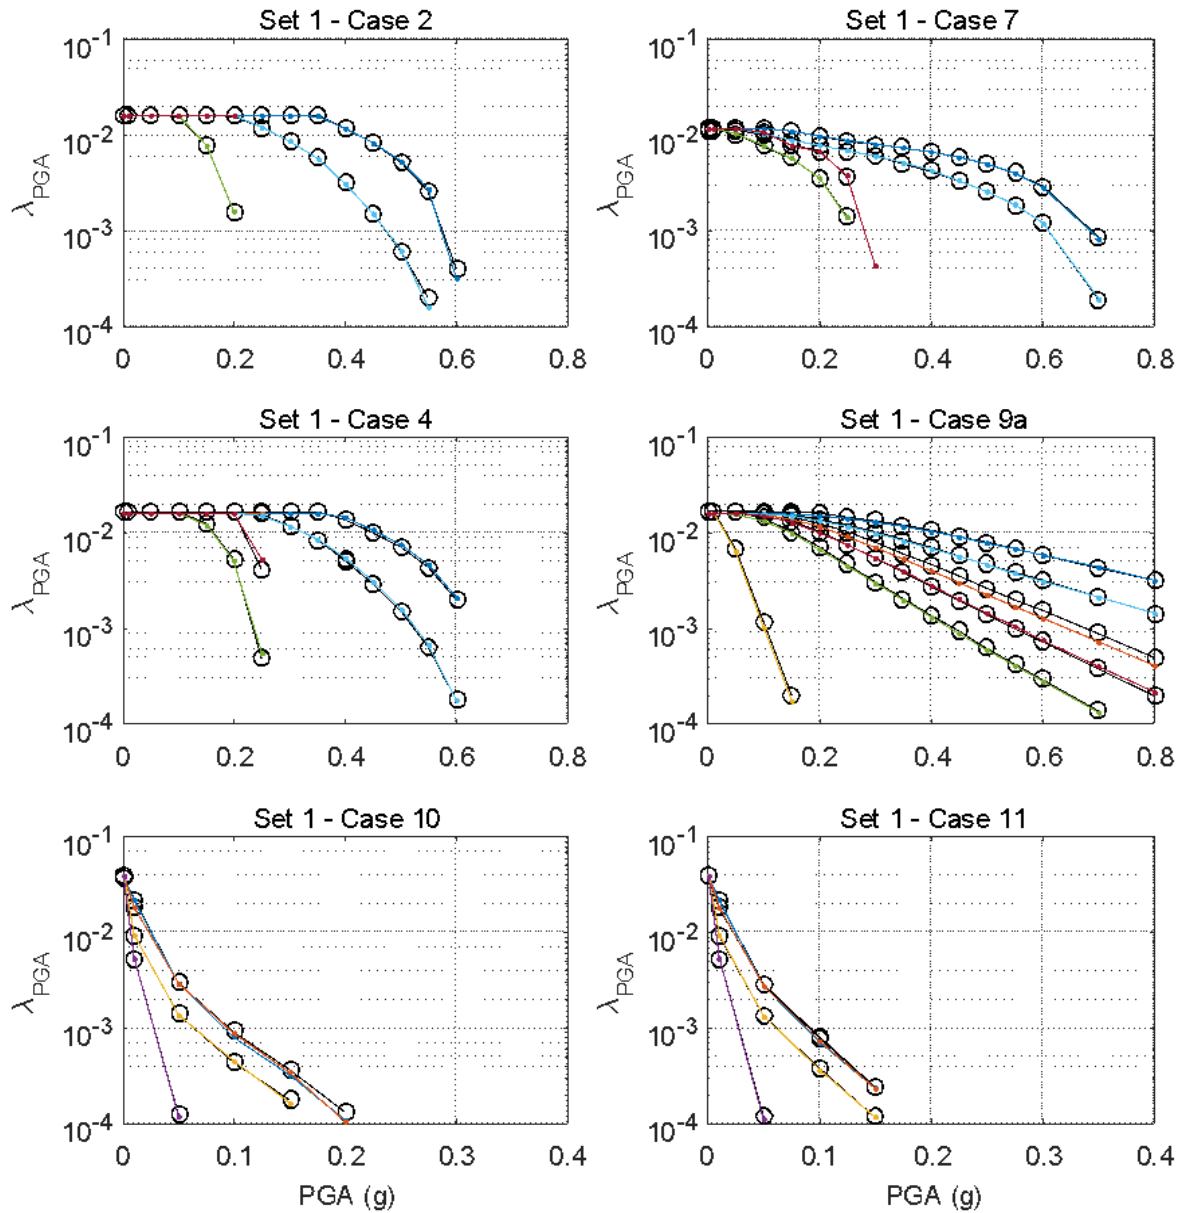 Set 1 - Case 2
10⁻¹
10⁻²
10⁻³
10⁻⁴
λPGA
0 0.2 0.4 0.6 0.8
Set 1 - Case 7
10⁻¹
10⁻²
10⁻³
10⁻⁴
λPGA
0 0.2 0.4 0.6 0.8
Set 1 - Case 4
10⁻¹
10⁻²
10⁻³
10⁻⁴
λPGA
0 0.2 0.4 0.6 0.8
Set 1 - Case 9a
10⁻¹
10⁻²
10⁻³
10⁻⁴
λPGA
0 0.2 0.4 0.6 0.8
Set 1 - Case 10
10⁻¹
10⁻²
10⁻³
10⁻⁴
λPGA
0 0.1 0.2 0.3 0.4
PGA (g)
Set 1 - Case 11
10⁻¹
10⁻²
10⁻³
10⁻⁴
λPGA
0 0.1 0.2 0.3 0.4
PGA (g)